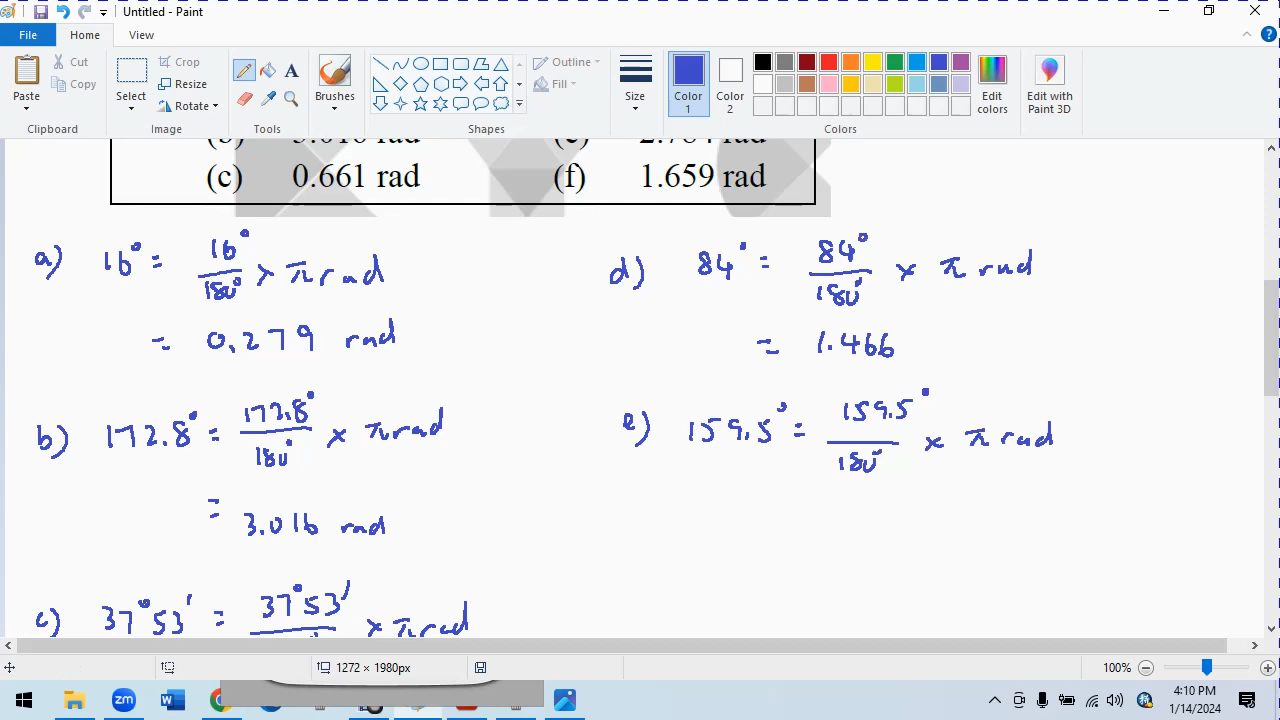 Untitled - Paint
File Home View
Cut
Copy
Paste
Clipboard
Crop
Resize
Rotate
Select
Image
Tools
Brushes
Outline
Fill
Shapes
Size
Color 1
Color 2
Edit colors
Edit with Paint 3D
Colors
(c) 0.661 rad (f) 1.659 rad
a) 16° = 16°/180° × π rad
= 0.279 rad
b) 172.8° = 172.8°/180° × π rad
= 3.016 rad
c) 37°53' = 37°53' × π rad
d) 84° = 84°/180° × π rad
= 1.466
e) 159.5° = 159.5°/180° × π rad
1272 × 1980px
100%
zm
W
4:10 PM
1/14/2024